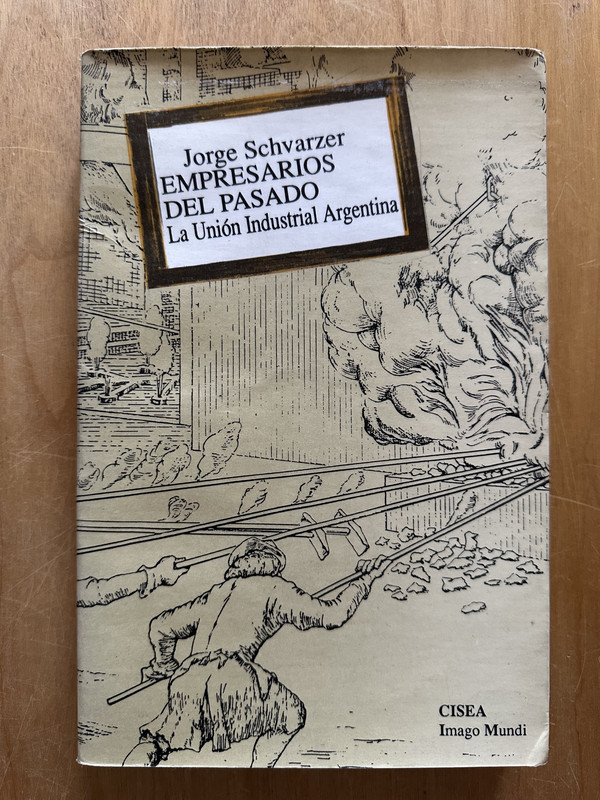 Jorge Schvarzer
EMPRESARIOS
DEL PASADO
La Unión Industrial Argentina
CISEA
Imago Mundi